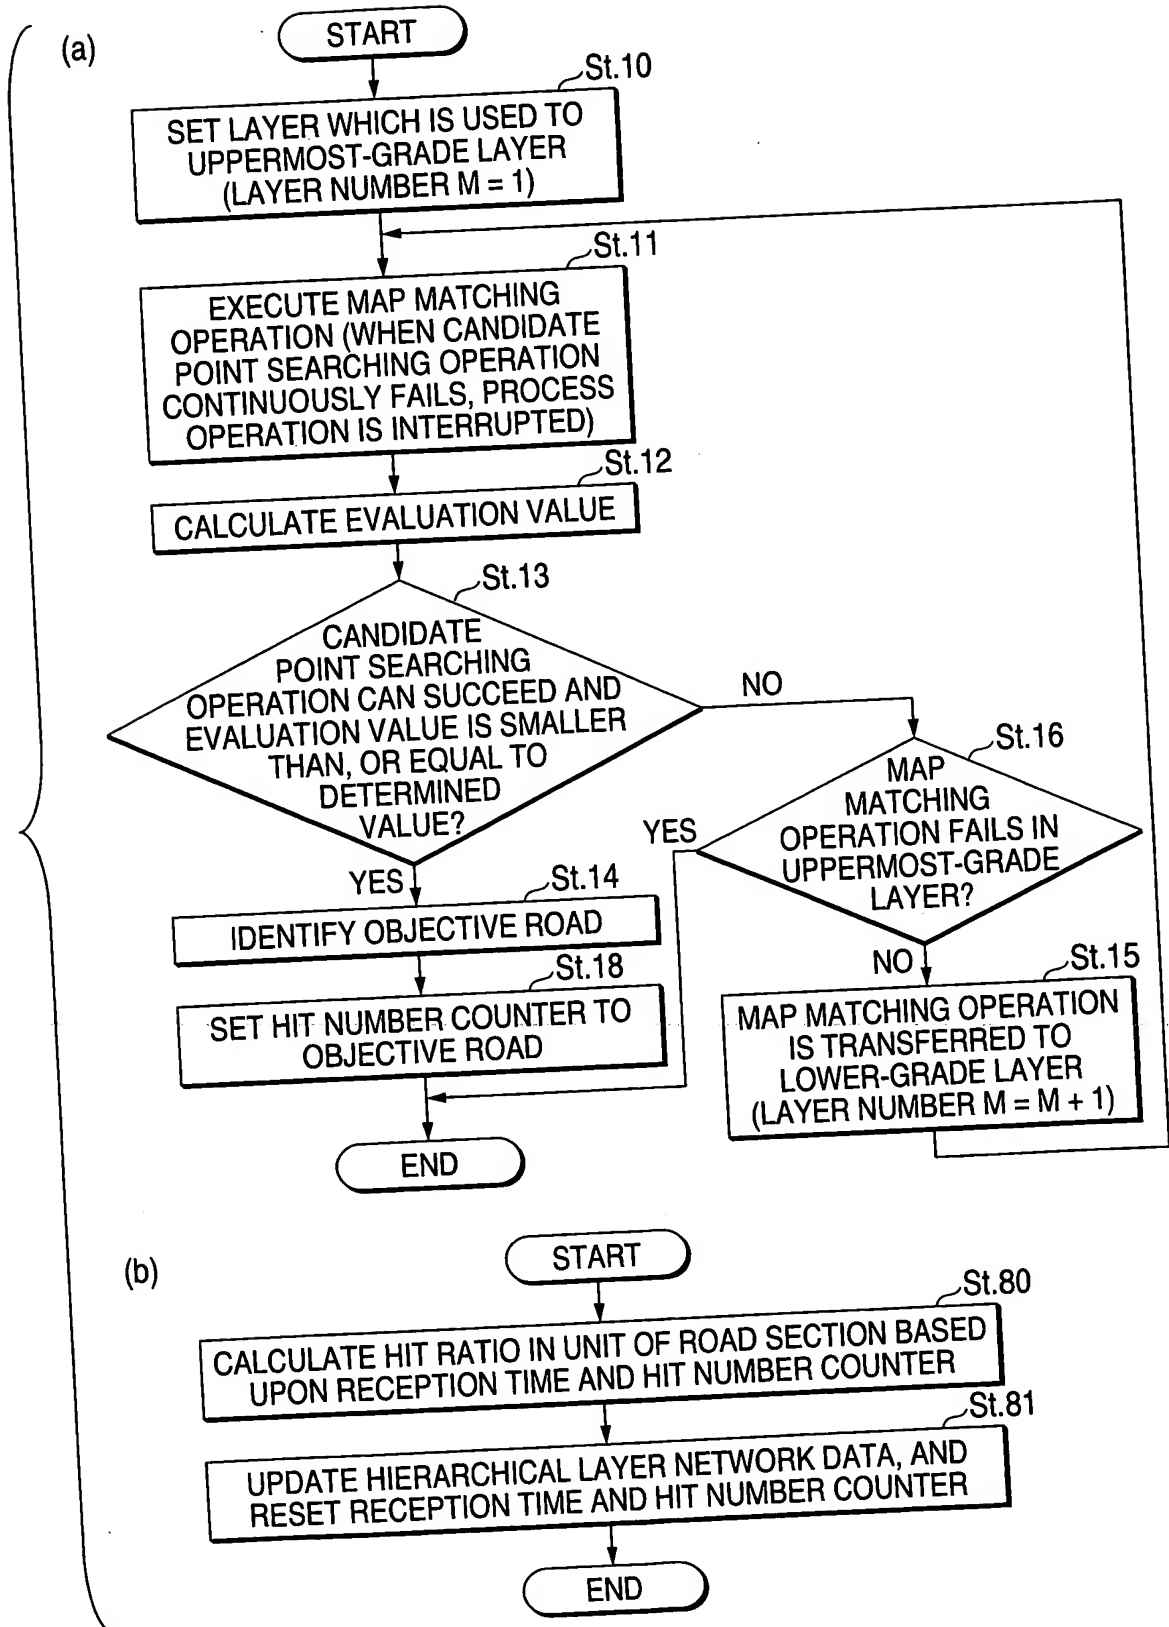 (a)
START
St.10
SET LAYER WHICH IS USED TO
UPPERMOST-GRADE LAYER
(LAYER NUMBER M = 1)
St.11
EXECUTE MAP MATCHING
OPERATION (WHEN CANDIDATE
POINT SEARCHING OPERATION
CONTINUOUSLY FAILS, PROCESS
OPERATION IS INTERRUPTED)
St.12
CALCULATE EVALUATION VALUE
St.13
CANDIDATE
POINT SEARCHING
OPERATION CAN SUCCEED AND
EVALUATION VALUE IS SMALLER
THAN, OR EQUAL TO
DETERMINED
VALUE?
NO
St.16
MAP
MATCHING
OPERATION FAILS IN
UPPERMOST-GRADE
LAYER?
YES
YES
St.14
IDENTIFY OBJECTIVE ROAD
St.18
SET HIT NUMBER COUNTER TO
OBJECTIVE ROAD
NO
St.15
MAP MATCHING OPERATION
IS TRANSFERRED TO
LOWER-GRADE LAYER
(LAYER NUMBER M = M + 1)
END
(b)
START
St.80
CALCULATE HIT RATIO IN UNIT OF ROAD SECTION BASED
UPON RECEPTION TIME AND HIT NUMBER COUNTER
St.81
UPDATE HIERARCHICAL LAYER NETWORK DATA, AND
RESET RECEPTION TIME AND HIT NUMBER COUNTER
END